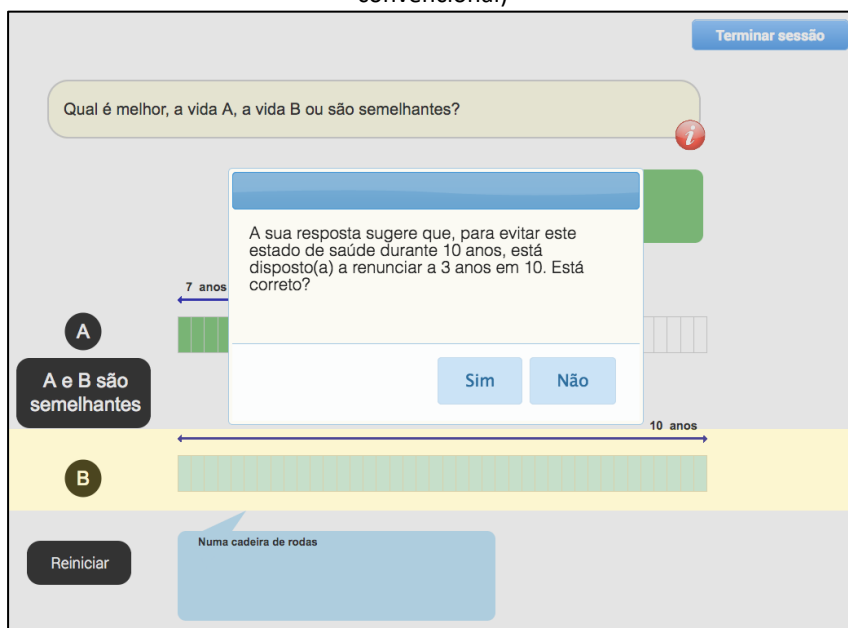 convencional)
Terminar sessão
Qual é melhor, a vida A, a vida B ou são semelhantes?
i
A sua resposta sugere que, para evitar este
estado de saúde durante 10 anos, está
disposto(a) a renunciar a 3 anos em 10. Está
correto?
Sim
Não
7 anos
A
A e B são
semelhantes
10 anos
B
Numa cadeira de rodas
Reiniciar